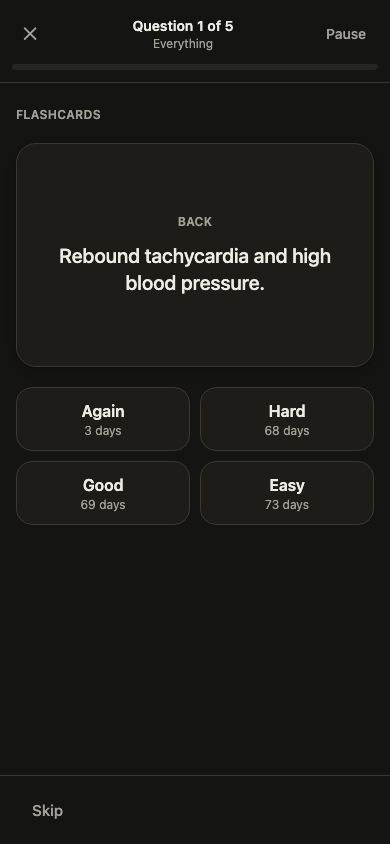 Question 1 of 5
Everything
Pause
FLASHCARDS
BACK
Rebound tachycardia and high
blood pressure.
Again
3 days
Hard
68 days
Good
69 days
Easy
73 days
Skip